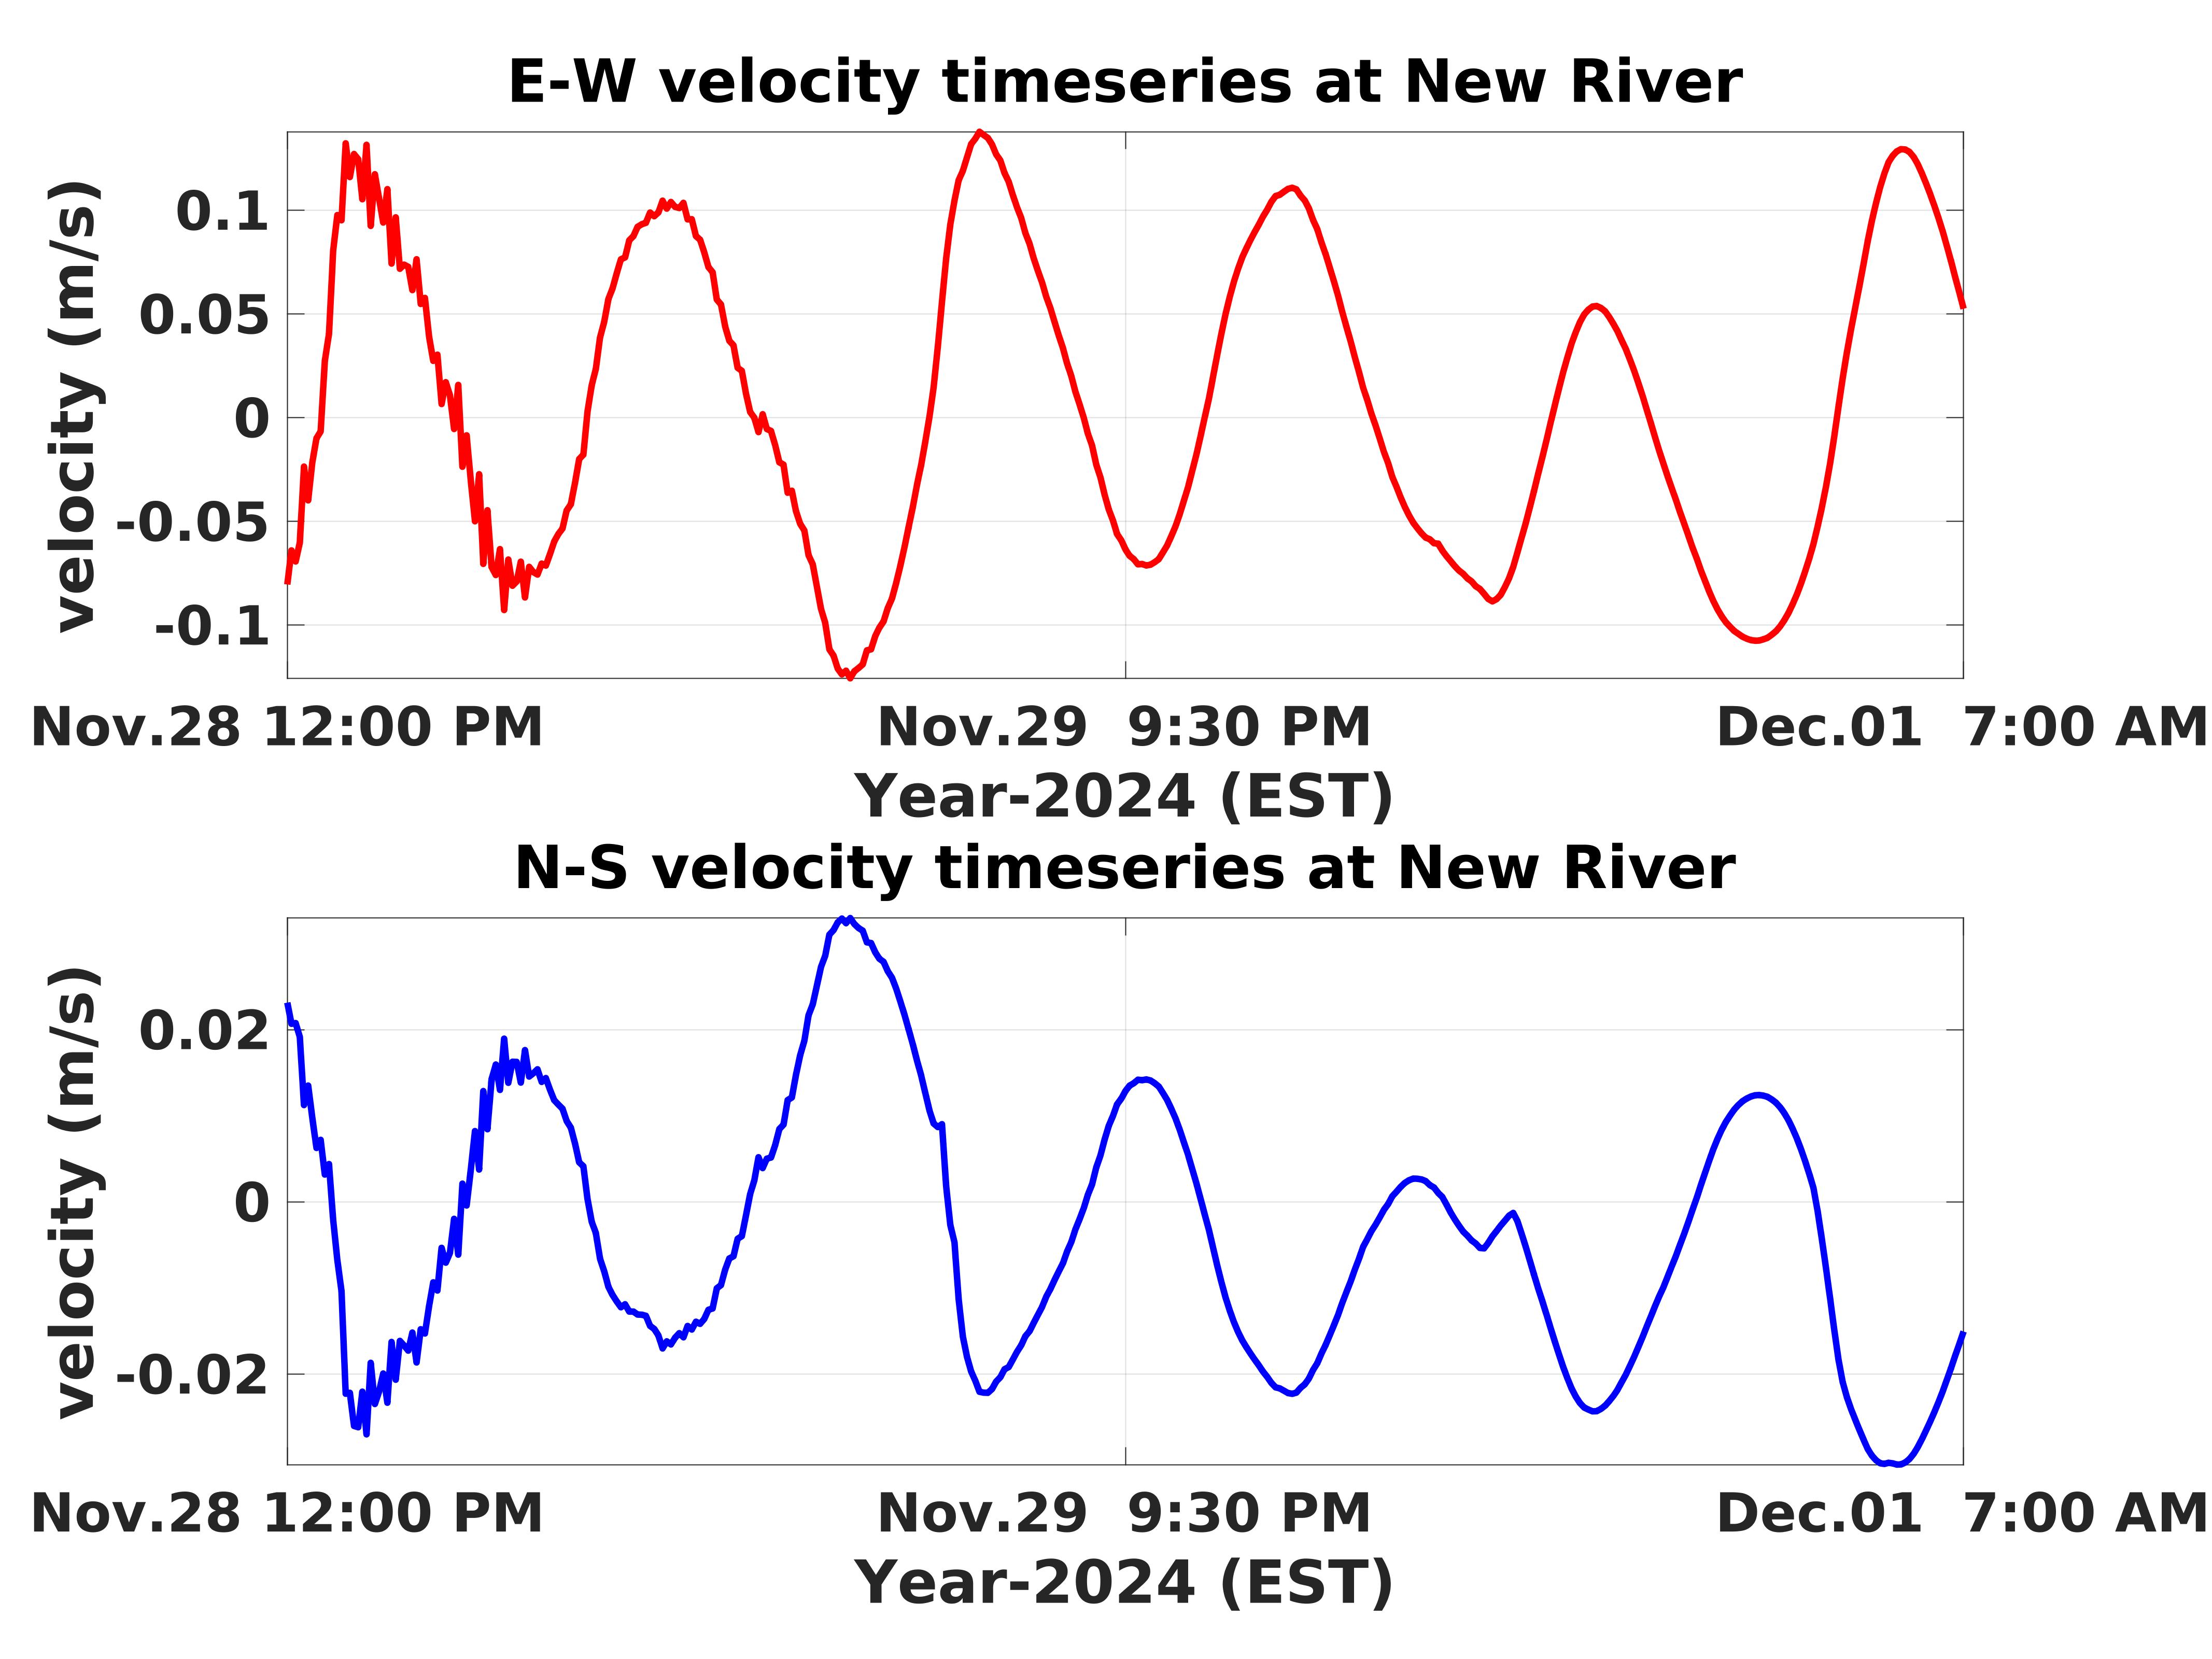 E-W velocity timeseries at New River
velocity (m/s)
0.1
0.05
0
-0.05
-0.1
Nov.28 12:00 PM
Nov.29  9:30 PM
Dec.01  7:00 AM
Year-2024 (EST)
N-S velocity timeseries at New River
velocity (m/s)
0.02
0
-0.02
Nov.28 12:00 PM
Nov.29  9:30 PM
Dec.01  7:00 AM
Year-2024 (EST)